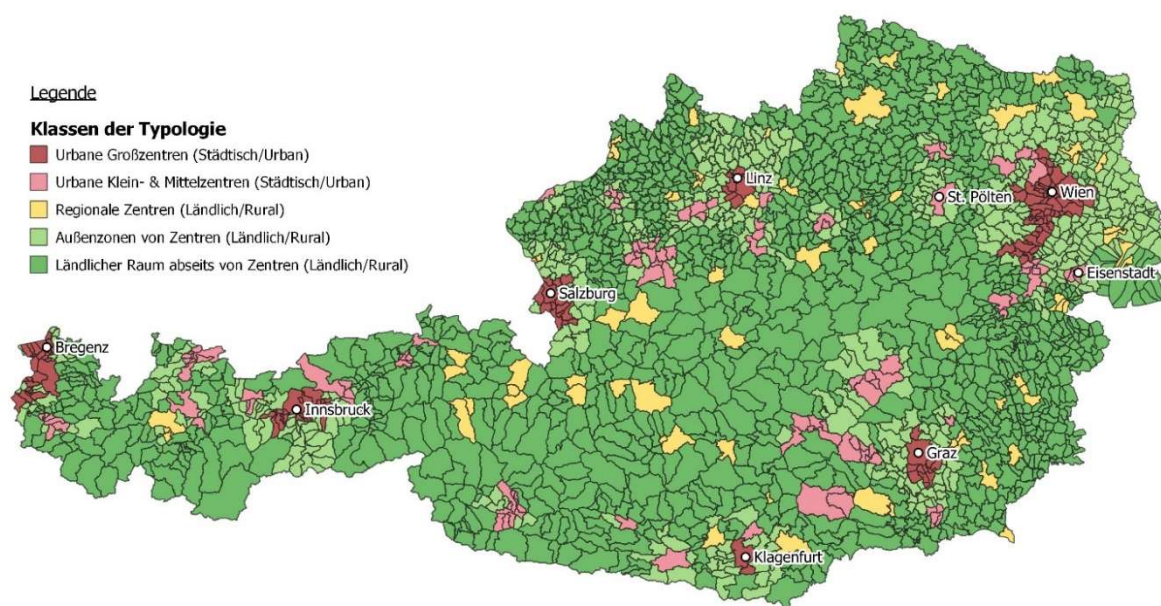 Legende
Klassen der Typologie
Urbane Großzentren (Städtisch/Urban)
Urbane Klein- & Mittelzentren (Städtisch/Urban)
Regionale Zentren (Ländlich/Rural)
Außenzonen von Zentren (Ländlich/Rural)
Ländlicher Raum abseits von Zentren (Ländlich/Rural)
Linz
St. Pölten
Wien
Eisenstadt
Salzburg
Bregenz
Innsbruck
Graz
Klagenfurt